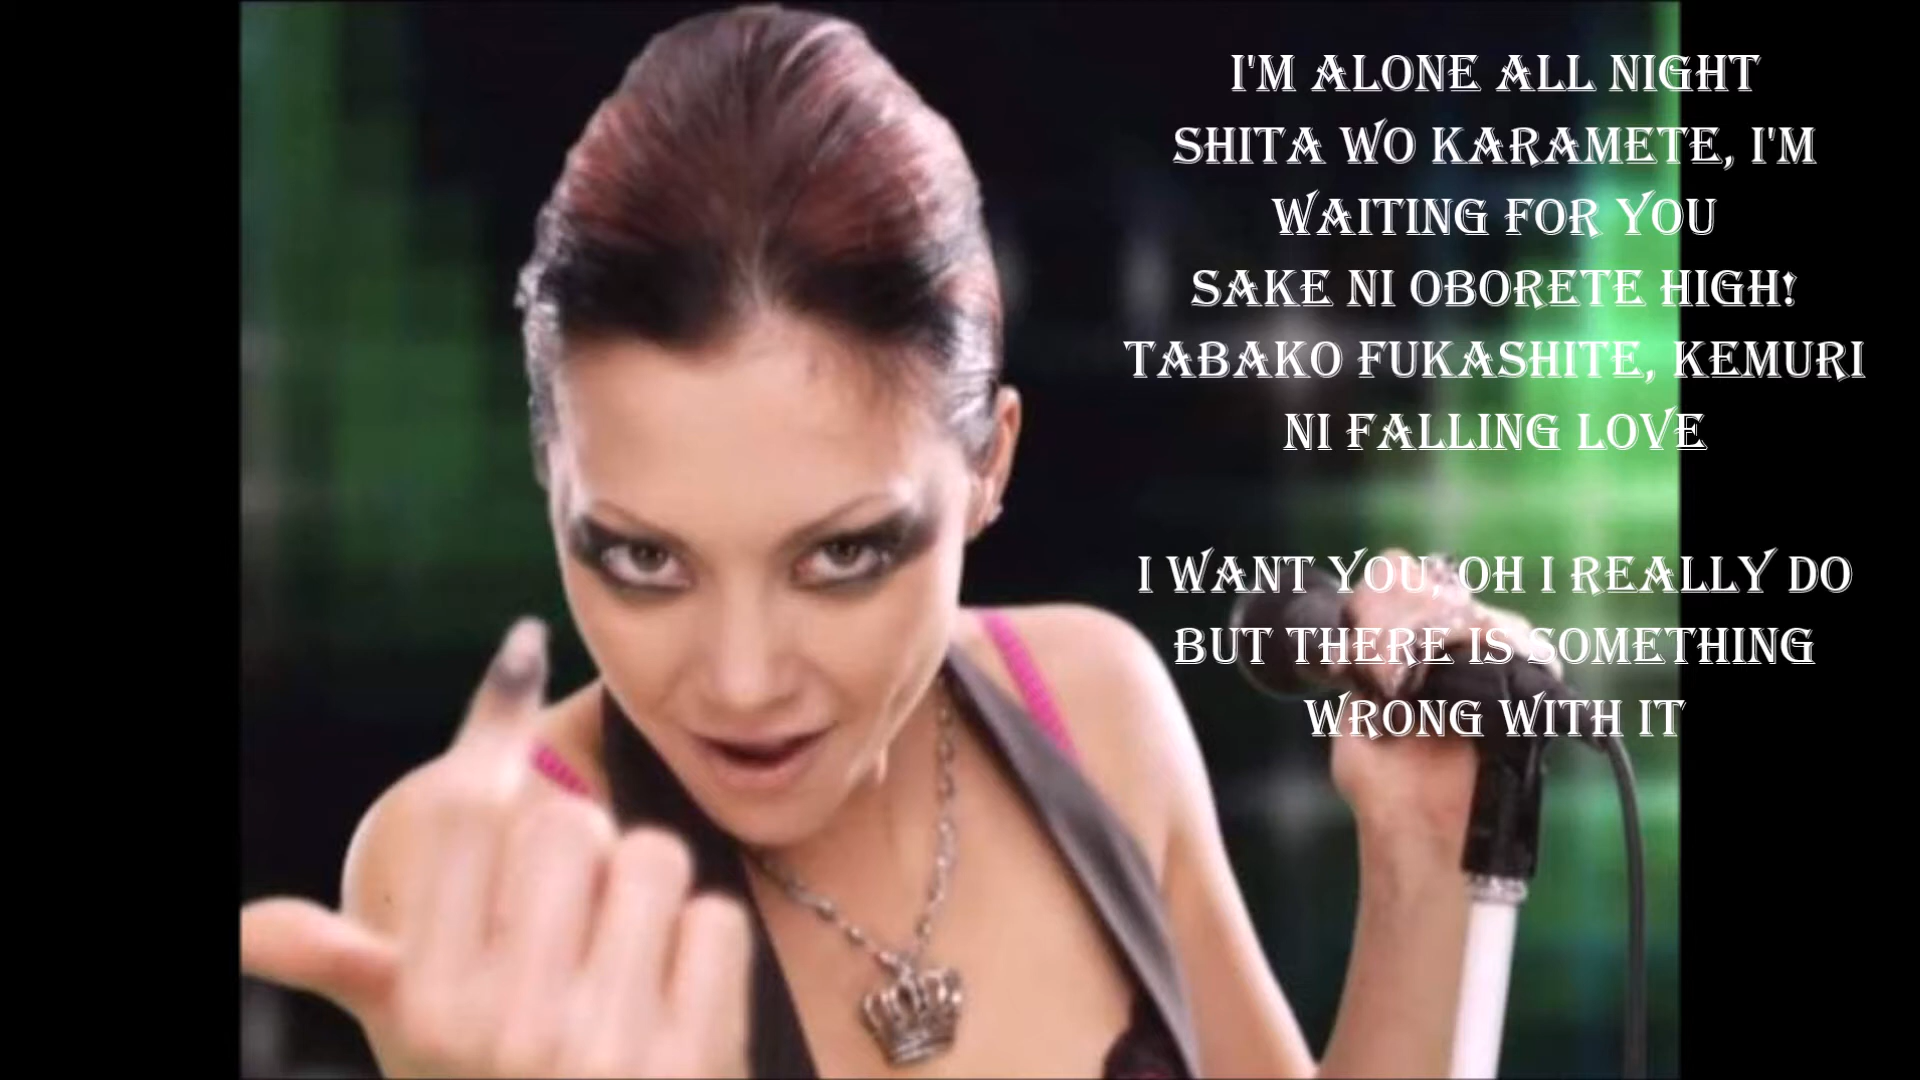 I'M ALONE ALL NIGHT
SHITA WO KARAMETE, I'M
WAITING FOR YOU
SAKE NI OBORETE HIGH!
TABAKO FUKASHITE, KEMURI
NI FALLING LOVE
I WANT YOU, OH I REALLY DO
BUT THERE IS SOMETHING
WRONG WITH IT